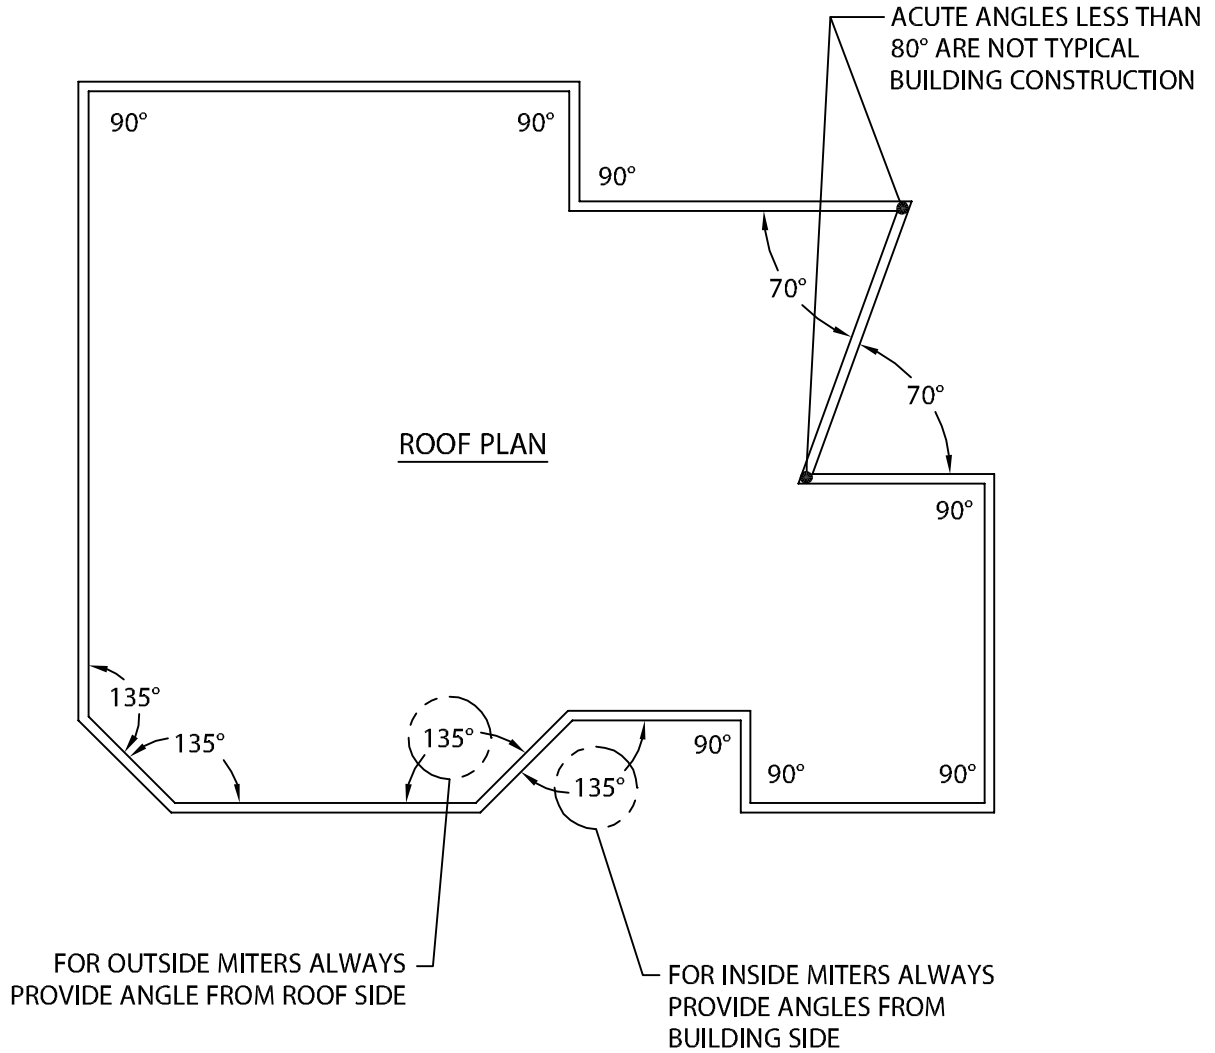 ACUTE ANGLES LESS THAN
80° ARE NOT TYPICAL
BUILDING CONSTRUCTION
90°
90°
90°
70°
70°
ROOF PLAN
90°
135°
135°
135°
90°
135°
90°
90°
FOR OUTSIDE MITERS ALWAYS
PROVIDE ANGLE FROM ROOF SIDE
FOR INSIDE MITERS ALWAYS
PROVIDE ANGLES FROM
BUILDING SIDE